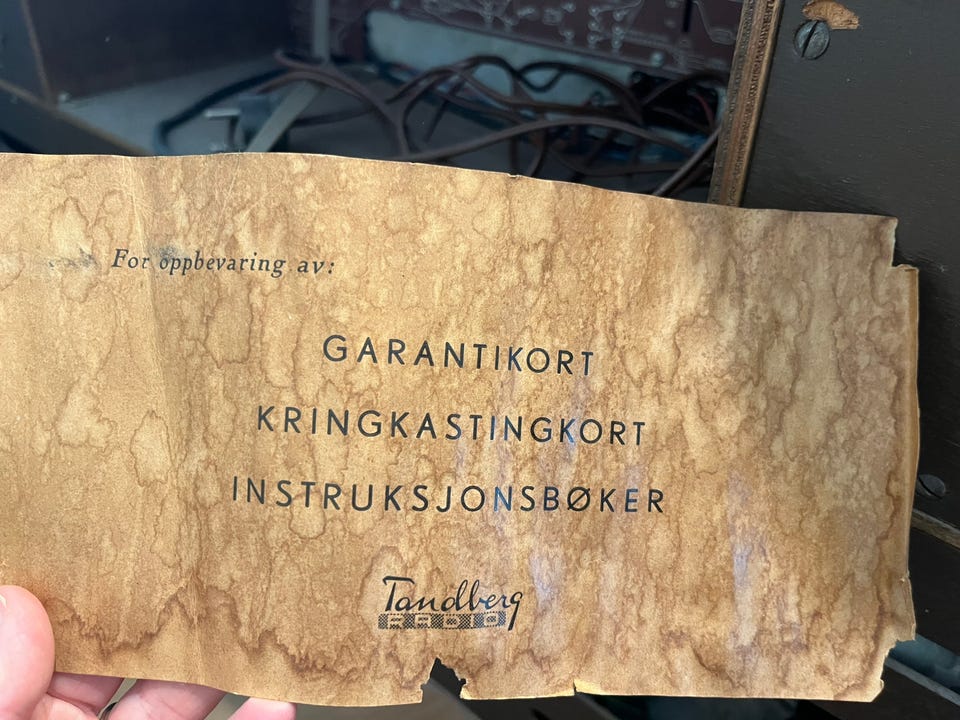 For oppbevaring av:
GARANTIKORT
KRINGKASTINGKORT
INSTRUKSJONSBØKER
Tandberg
RADIO